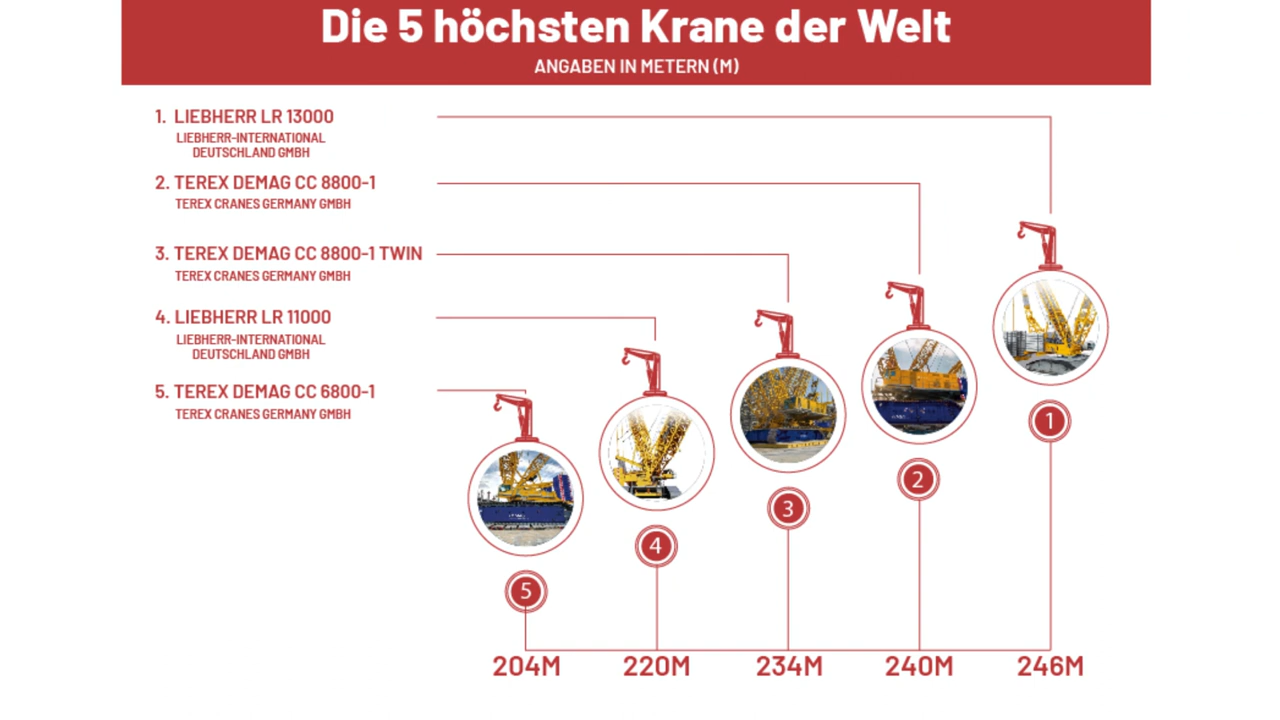 Die 5 höchsten Krane der Welt
ANGABEN IN METERN (M)
1. LIEBHERR LR 13000
LIEBHERR-INTERNATIONAL
DEUTSCHLAND GMBH
2. TEREX DEMAG CC 8800-1
TEREX CRANES GERMANY GMBH
3. TEREX DEMAG CC 8800-1 TWIN
TEREX CRANES GERMANY GMBH
4. LIEBHERR LR 11000
LIEBHERR-INTERNATIONAL
DEUTSCHLAND GMBH
5. TEREX DEMAG CC 6800-1
TEREX CRANES GERMANY GMBH
1
2
3
4
5
204M 220M 234M 240M 246M